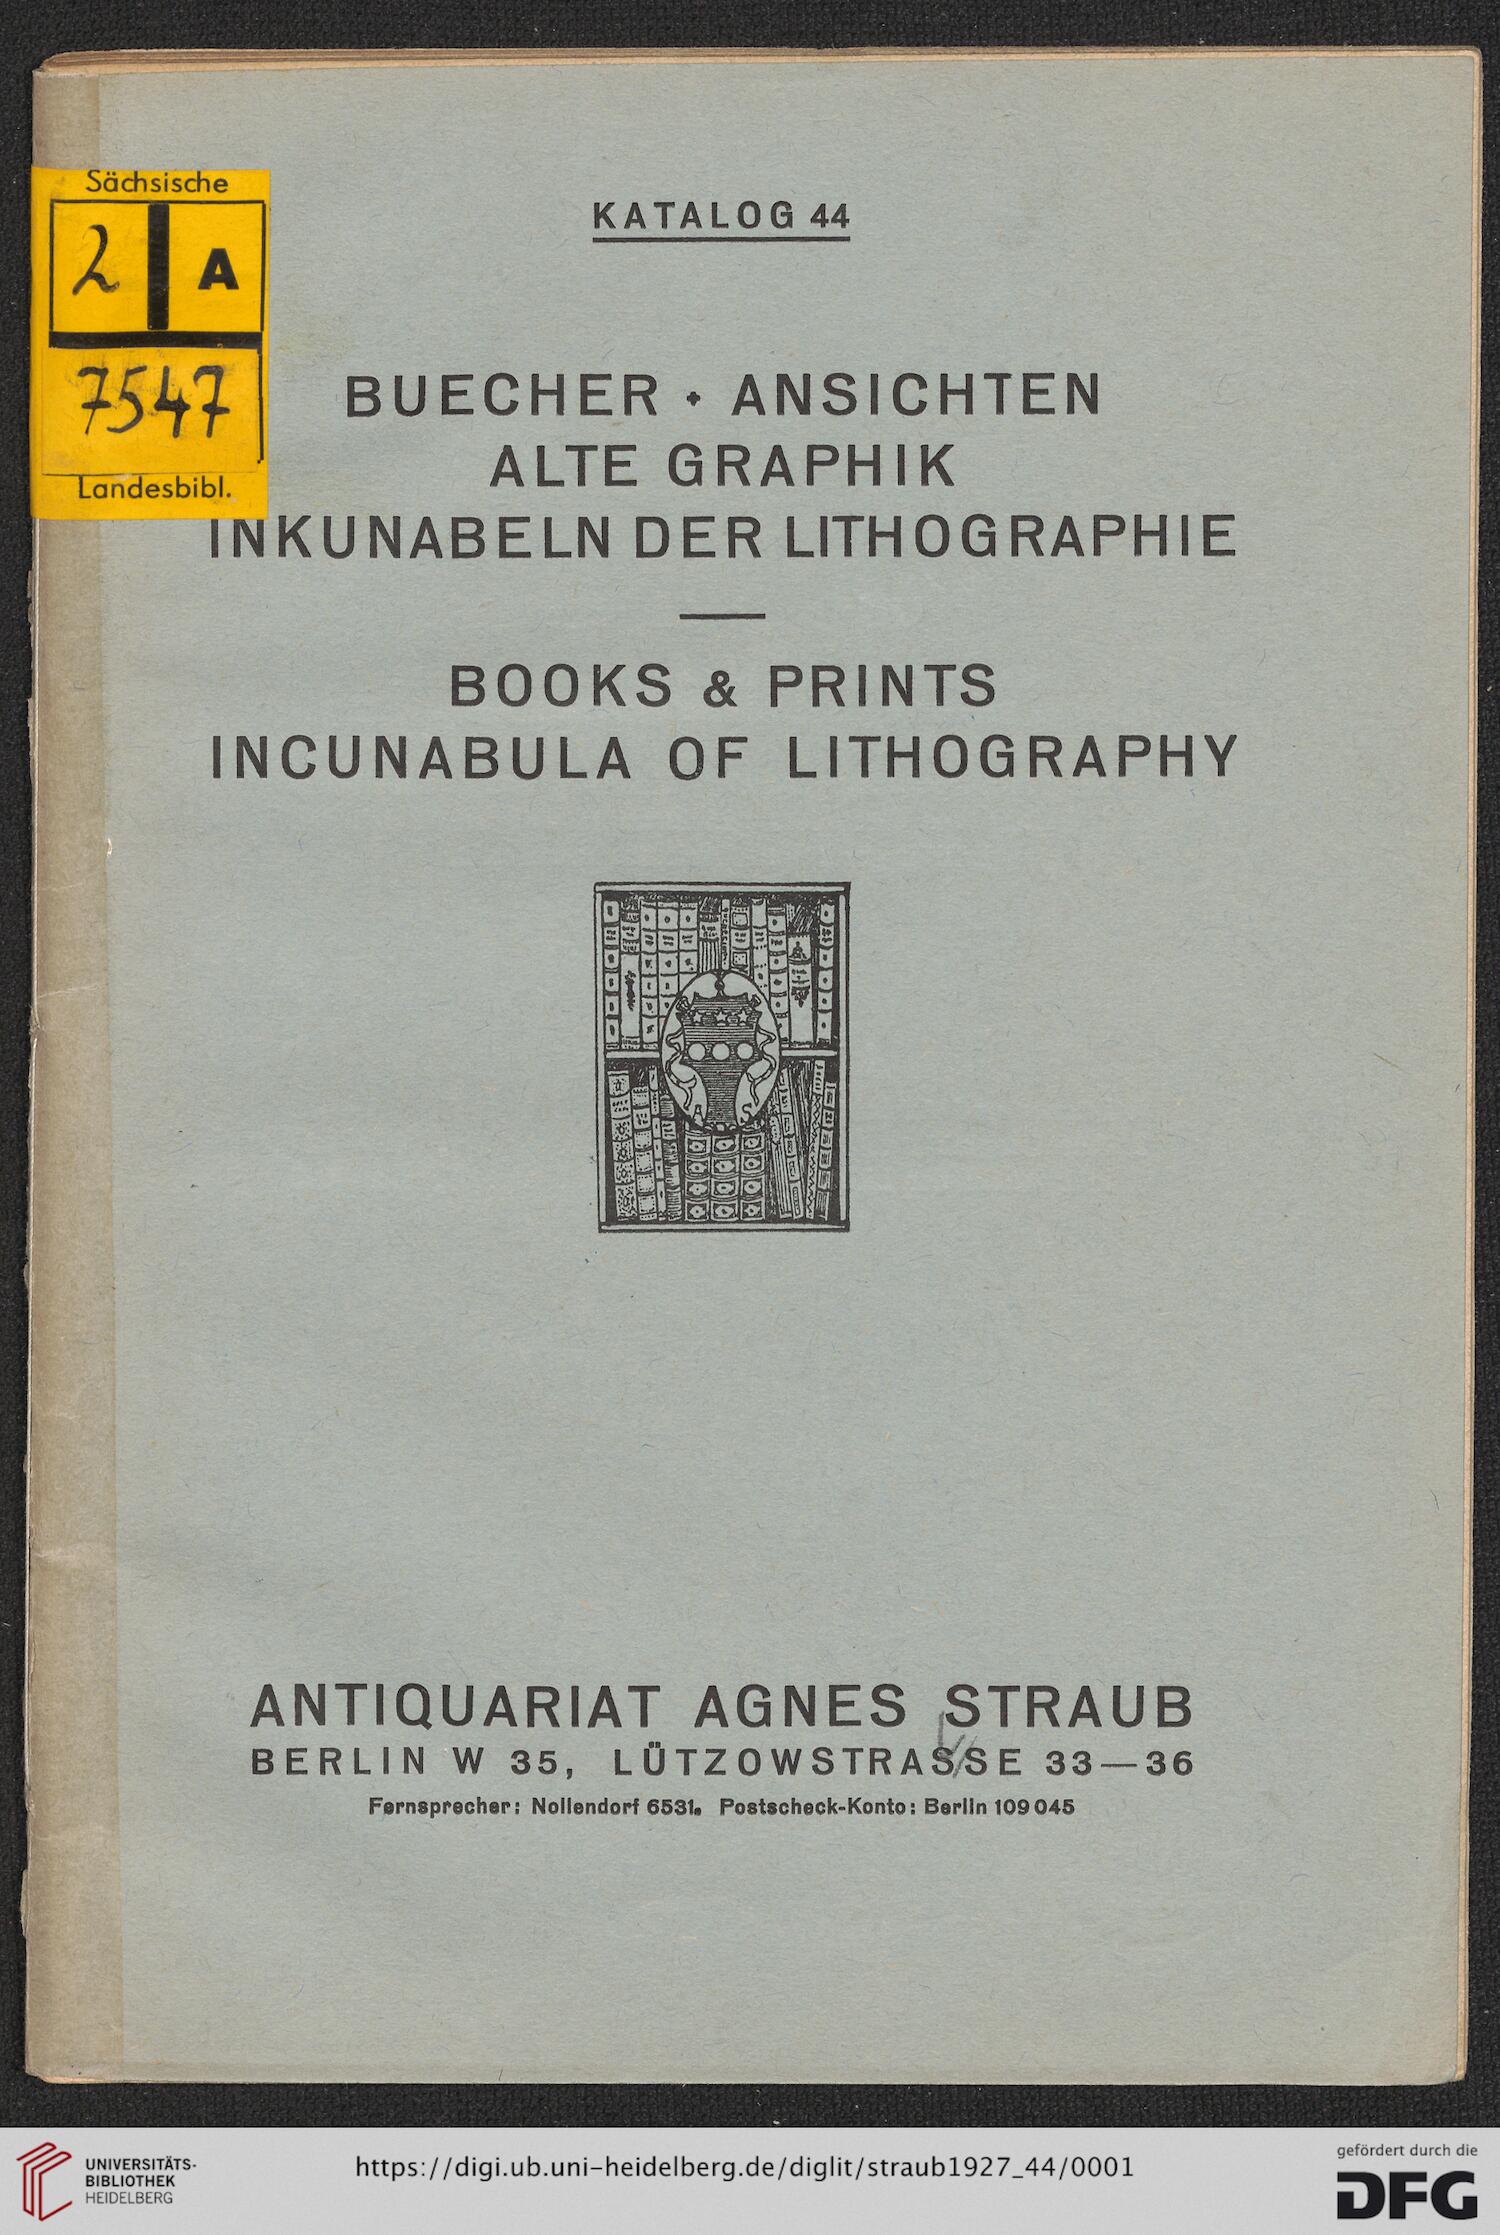 Sächsische
2 A
7547
Landesbibl.
KATALOG 44
BUECHER • ANSICHTEN
ALTE GRAPHIK
INKUNABELN DER LITHOGRAPHIE
BOOKS & PRINTS
INCUNABULA OF LITHOGRAPHY
ANTIQUARIAT AGNES STRAUB
BERLIN W 35, LÜTZOWSTRASSE 33—36
Fernsprecher: Nollendorf 6531. Postscheck-Konto: Berlin 109 045
UNIVERSITÄTS-
BIBLIOTHEK
HEIDELBERG
https://digi.ub.uni-heidelberg.de/diglit/straub1927_44/0001
gefördert durch die
DFG